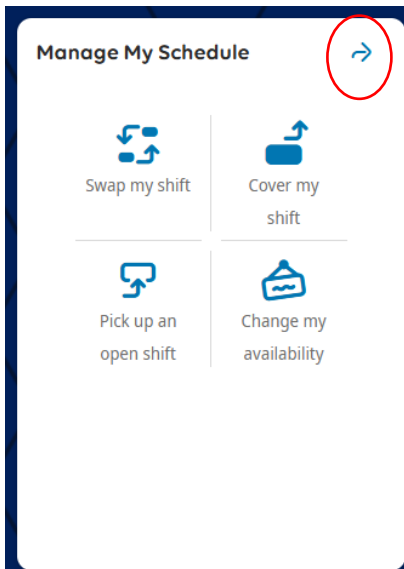 Manage My Schedule
Swap my shift
Cover my
shift
Pick up an
open shift
Change my
availability